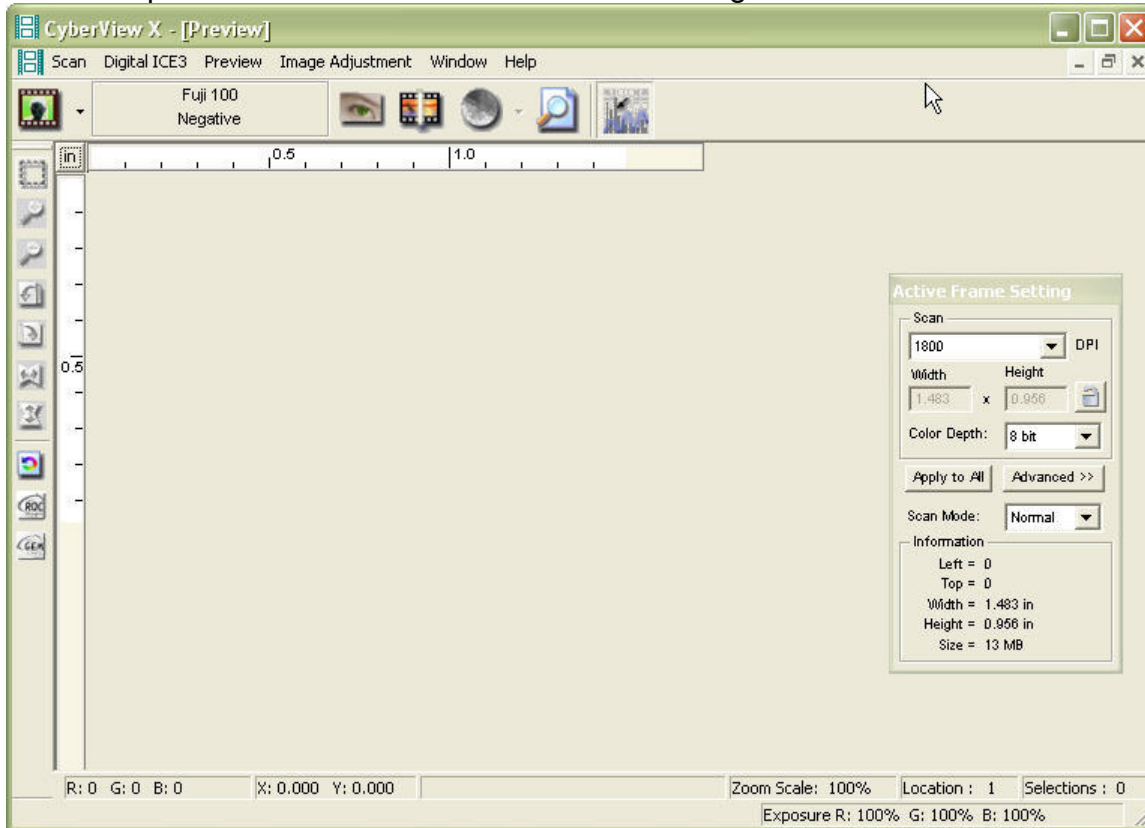 CyberView X - [Preview]
Scan Digital ICE3 Preview Image Adjustment Window Help
Fuji 100
Negative
in 0.5 1.0
0.5
ROC
GEM
Active Frame Setting
Scan
1800 DPI
Width Height
1.483 x 0.956
Color Depth: 8 bit
Apply to All Advanced >>
Scan Mode: Normal
Information
Left = 0
Top = 0
Width = 1.483 in
Height = 0.956 in
Size = 13 MB
R: 0 G: 0 B: 0 X: 0.000 Y: 0.000 Zoom Scale: 100% Location : 1 Selections : 0
Exposure R: 100% G: 100% B: 100%